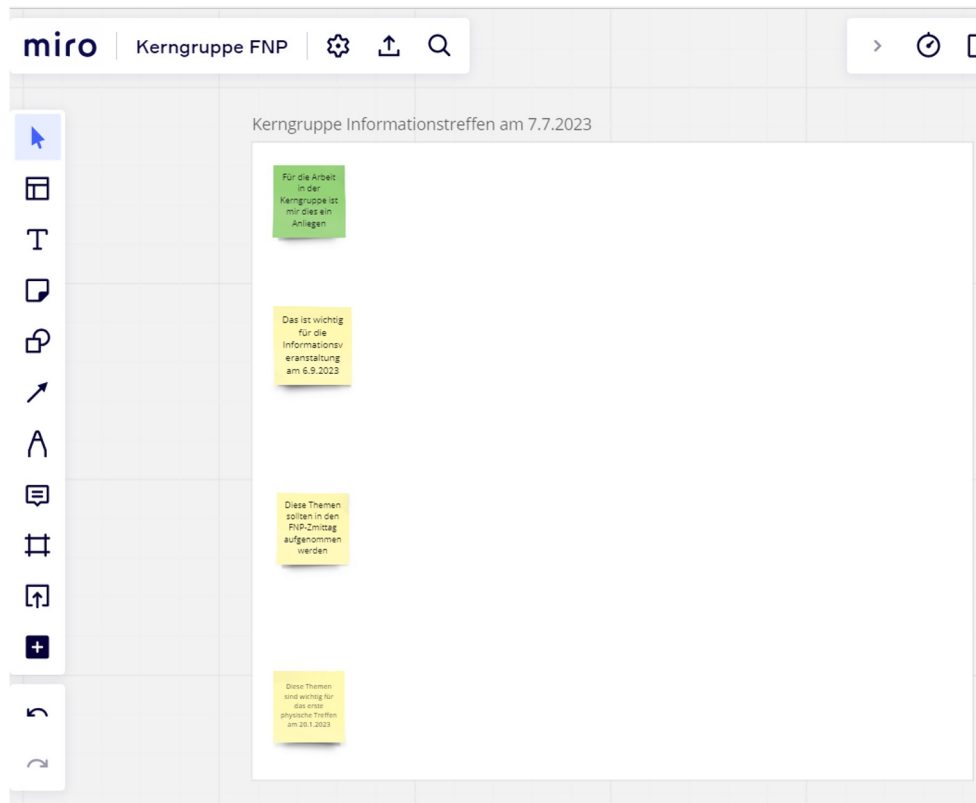 miro
Kerngruppe FNP
Kerngruppe Informationstreffen am 7.7.2023
Für die Arbeit
in der
Kerngruppe ist
mir dies ein
Anliegen
Das ist wichtig
für die
Informationsv
eranstaltung
am 6.9.2023
Diese Themen
sollten in den
FNP-Zmittag
aufgenommen
werden
Diese Themen
sind wichtig für
das erste
physische Treffen
am 20.1.2023